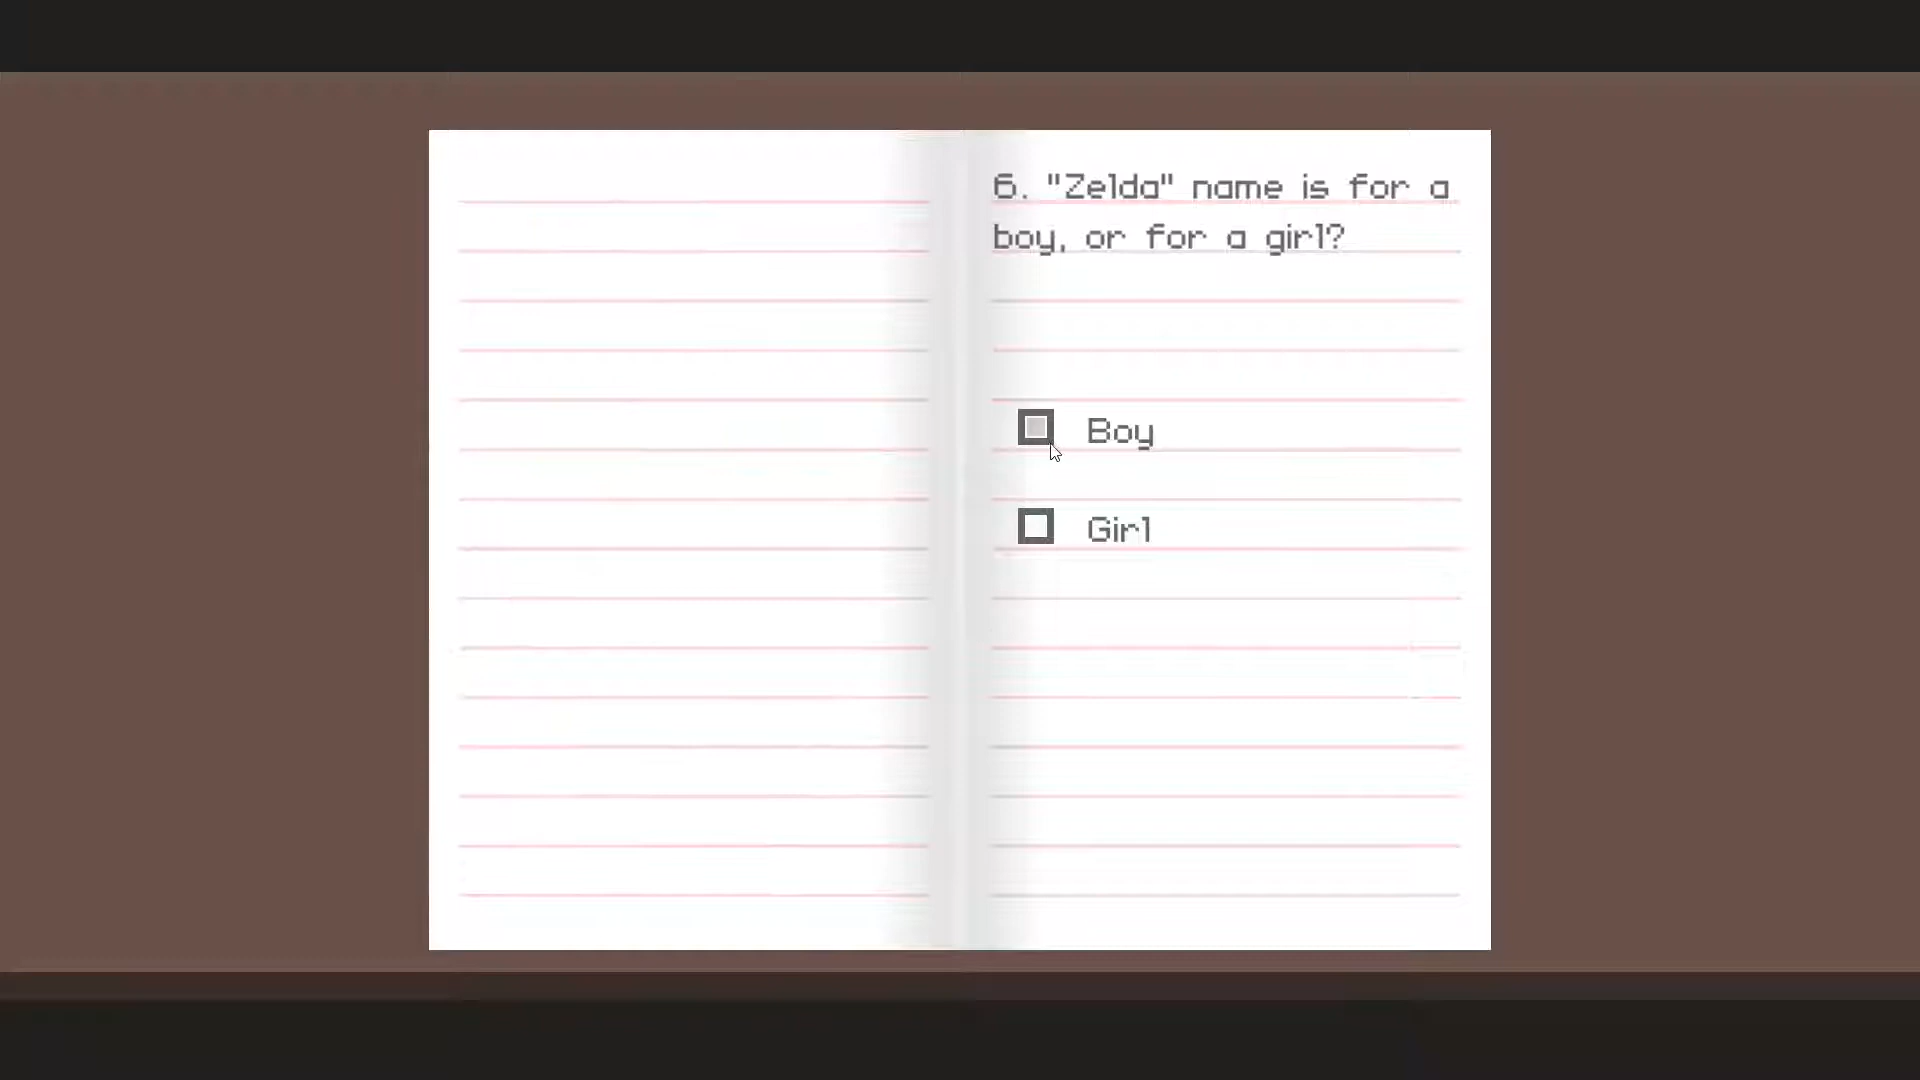 6. "Zelda" name is for a
boy, or for a girl?
Boy
Girl